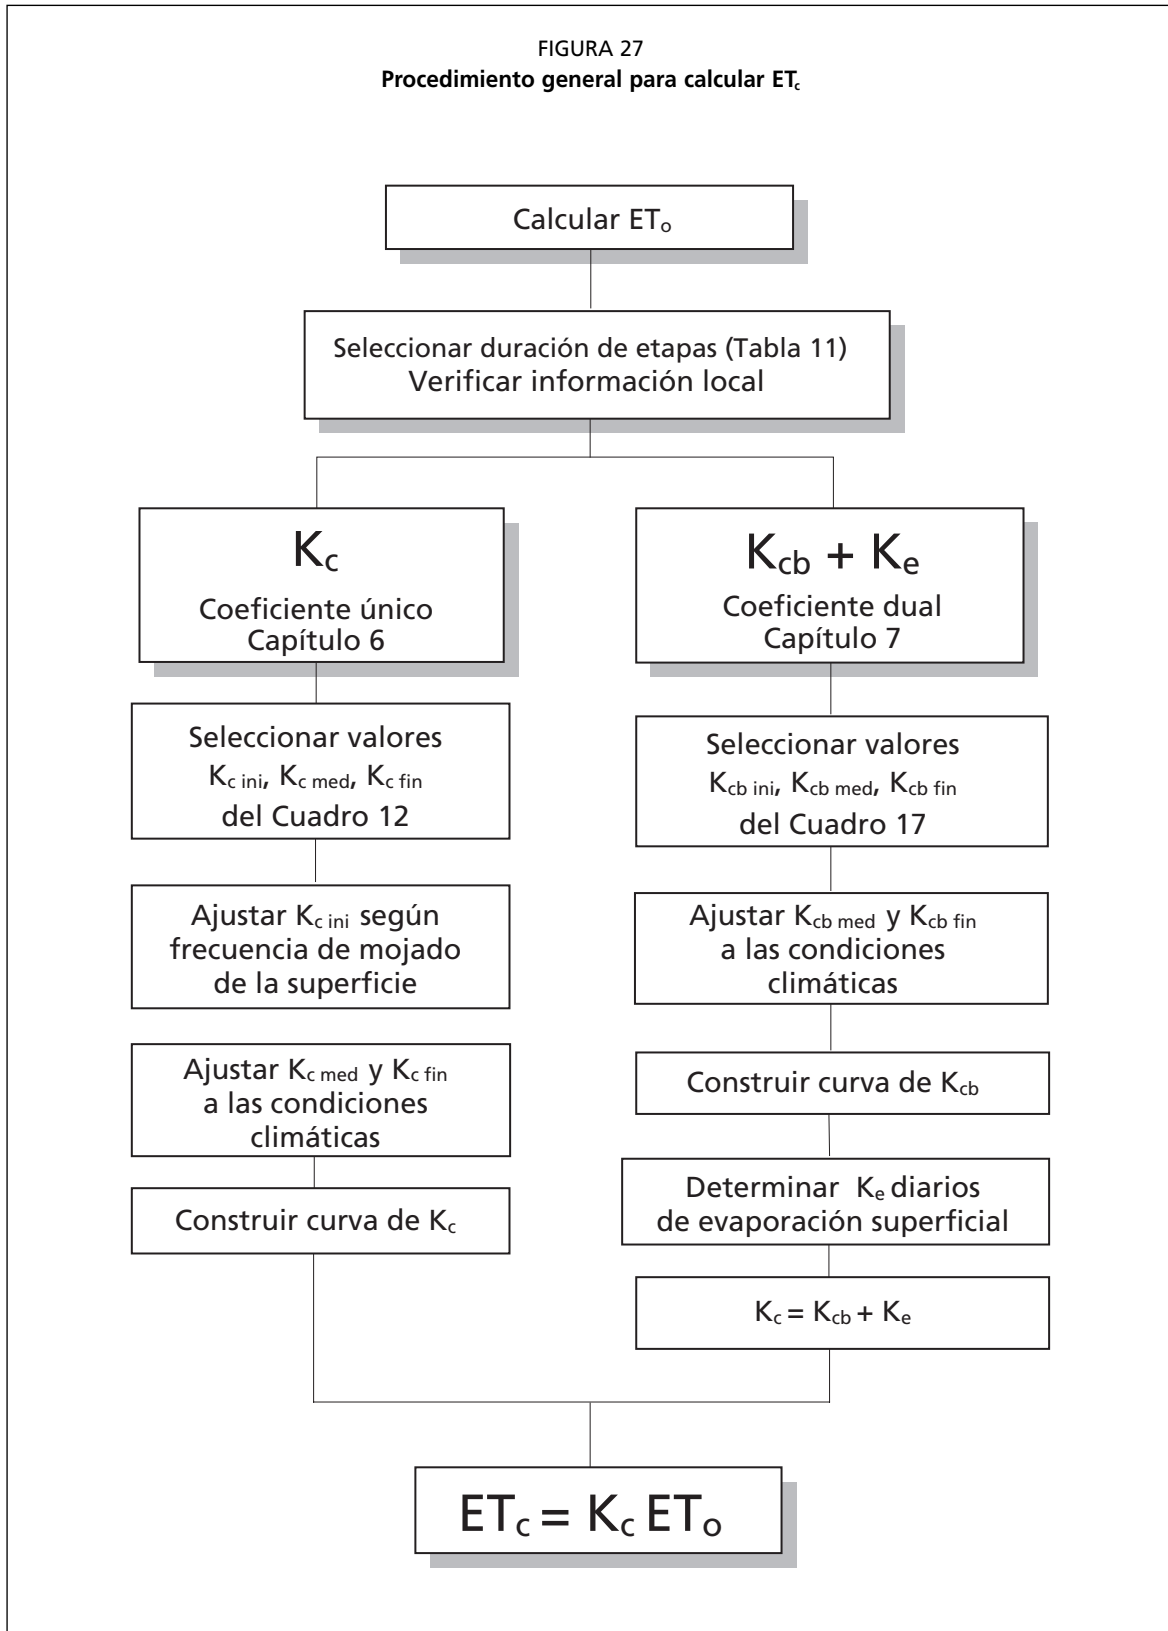 FIGURA 27
Procedimiento general para calcular ETc
Calcular ETo
Seleccionar duración de etapas (Tabla 11)
Verificar información local
Kc
Coeficiente único
Capítulo 6
Seleccionar valores
Kc ini, Kc med, Kc fin
del Cuadro 12
Ajustar Kc ini según
frecuencia de mojado
de la superficie
Ajustar Kc med y Kc fin
a las condiciones
climáticas
Construir curva de Kc
Kcb + Ke
Coeficiente dual
Capítulo 7
Seleccionar valores
Kcb ini, Kcb med, Kcb fin
del Cuadro 17
Ajustar Kcb med y Kcb fin
a las condiciones
climáticas
Construir curva de Kcb
Determinar Ke diarios
de evaporación superficial
Kc = Kcb + Ke
ETc = Kc ETo